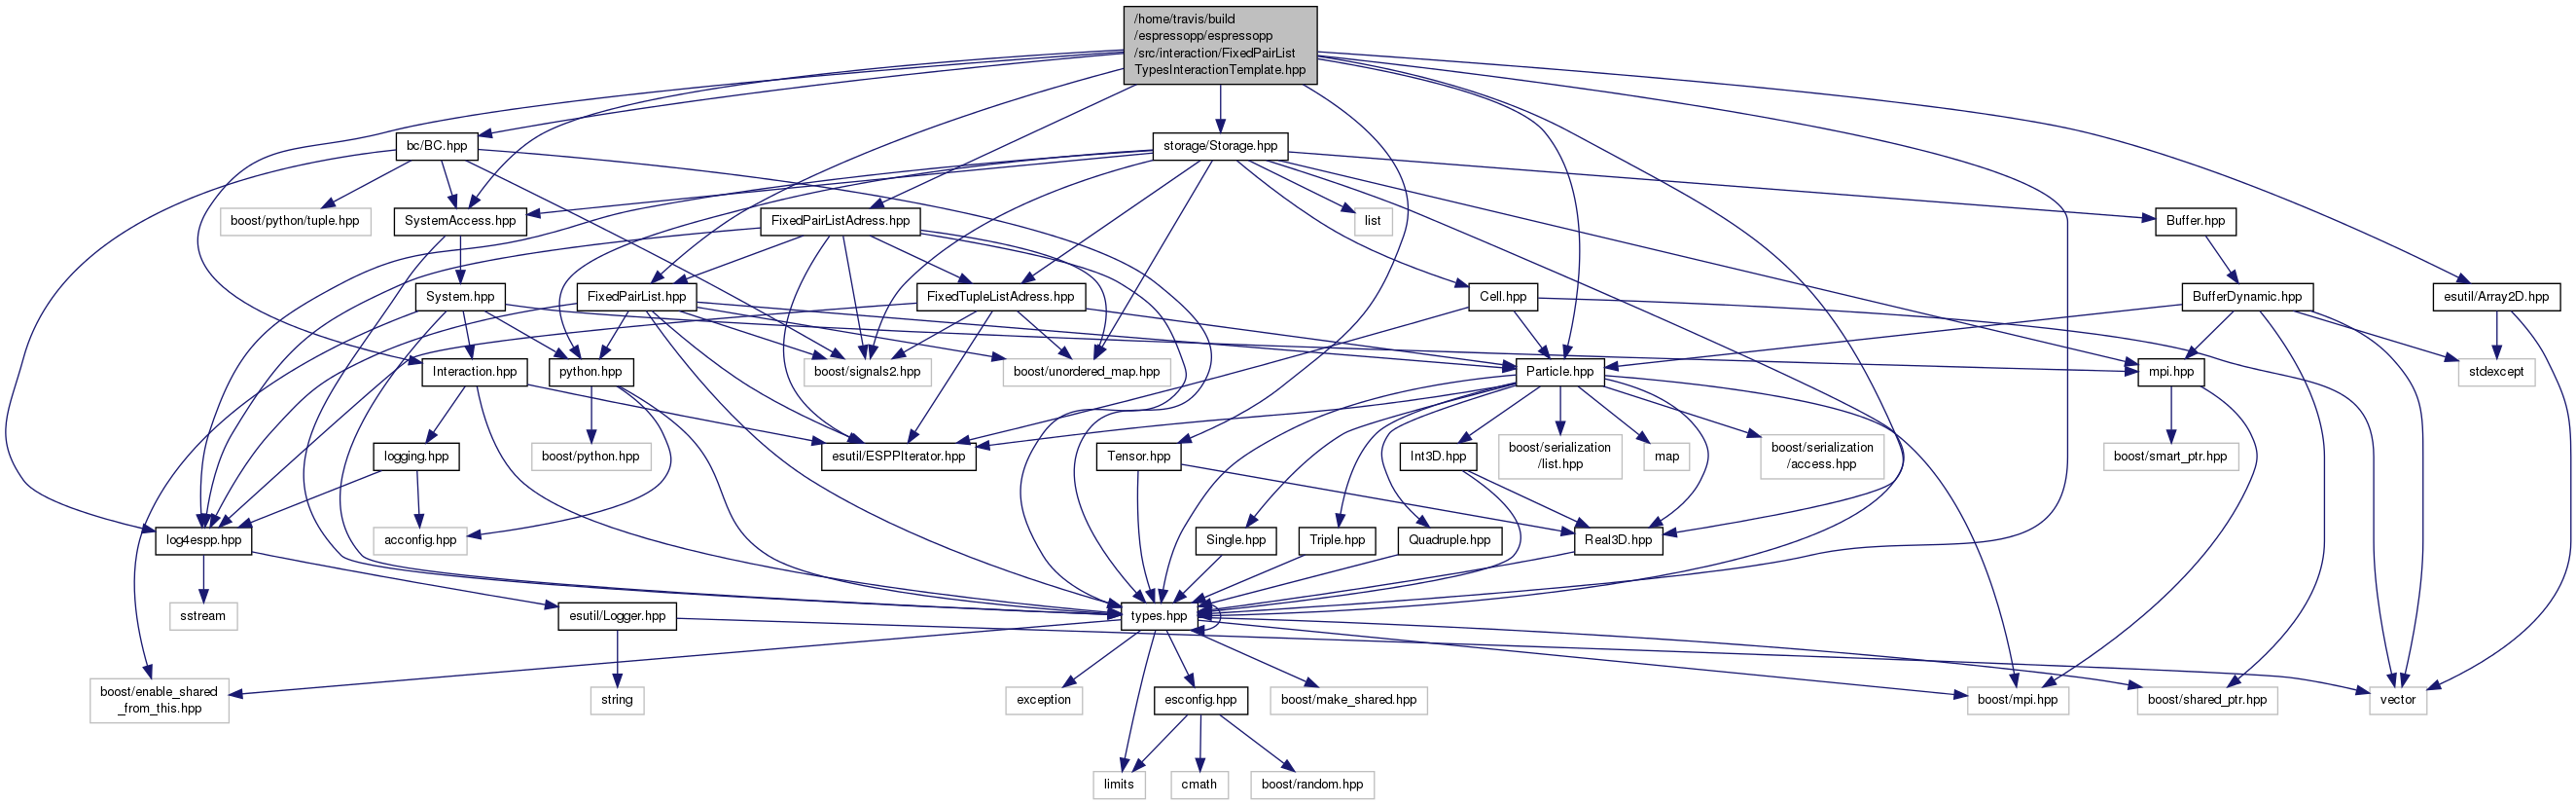 /home/travis/build
/espressopp/espressopp
/src/interaction/FixedPairList
TypesInteractionTemplate.hpp
bc/BC.hpp
storage/Storage.hpp
boost/python/tuple.hpp
SystemAccess.hpp
FixedPairListAdress.hpp
list
Buffer.hpp
System.hpp
FixedPairList.hpp
FixedTupleListAdress.hpp
Cell.hpp
BufferDynamic.hpp
esutil/Array2D.hpp
Interaction.hpp
python.hpp
boost/signals2.hpp
boost/unordered_map.hpp
Particle.hpp
mpi.hpp
stdexcept
logging.hpp
boost/python.hpp
esutil/ESPPIterator.hpp
Tensor.hpp
Int3D.hpp
boost/serialization
/list.hpp
map
boost/serialization
/access.hpp
boost/smart_ptr.hpp
log4espp.hpp
acconfig.hpp
Single.hpp
Triple.hpp
Quadruple.hpp
Real3D.hpp
sstream
esutil/Logger.hpp
types.hpp
boost/enable_shared
_from_this.hpp
string
exception
esconfig.hpp
boost/make_shared.hpp
boost/mpi.hpp
boost/shared_ptr.hpp
vector
limits
cmath
boost/random.hpp